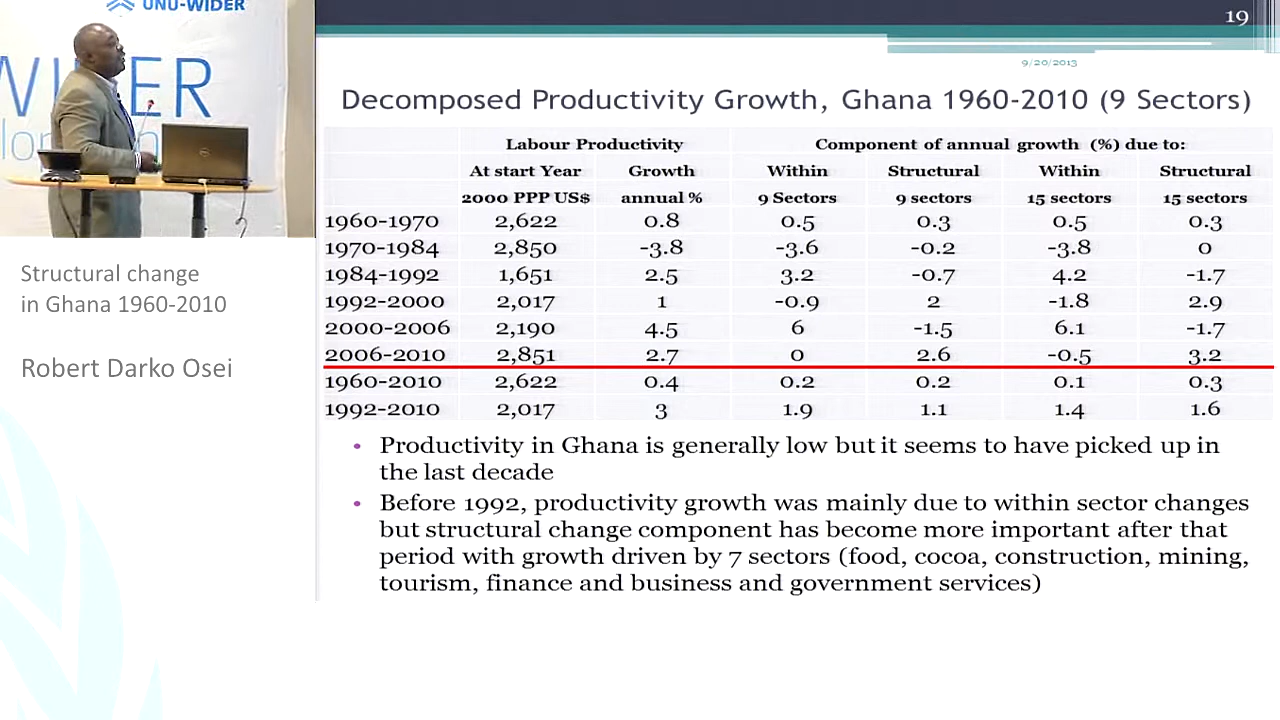 UNU-WIDER
WIDER
19
9/20/2013
Decomposed Productivity Growth, Ghana 1960-2010 (9 Sectors)
Labour Productivity Component of annual growth (%) due to:
At start Year Growth Within Structural Within Structural
2000 PPP US$ annual % 9 Sectors 9 sectors 15 sectors 15 sectors
1960-1970 2,622 0.8 0.5 0.3 0.5 0.3
1970-1984 2,850 -3.8 -3.6 -0.2 -3.8 0
1984-1992 1,651 2.5 3.2 -0.7 4.2 -1.7
1992-2000 2,017 1 -0.9 2 -1.8 2.9
2000-2006 2,190 4.5 6 -1.5 6.1 -1.7
2006-2010 2,851 2.7 0 2.6 -0.5 3.2
1960-2010 2,622 0.4 0.2 0.2 0.1 0.3
1992-2010 2,017 3 1.9 1.1 1.4 1.6
• Productivity in Ghana is generally low but it seems to have picked up in
the last decade
• Before 1992, productivity growth was mainly due to within sector changes
but structural change component has become more important after that
period with growth driven by 7 sectors (food, cocoa, construction, mining,
tourism, finance and business and government services)
Structural change
in Ghana 1960-2010
Robert Darko Osei